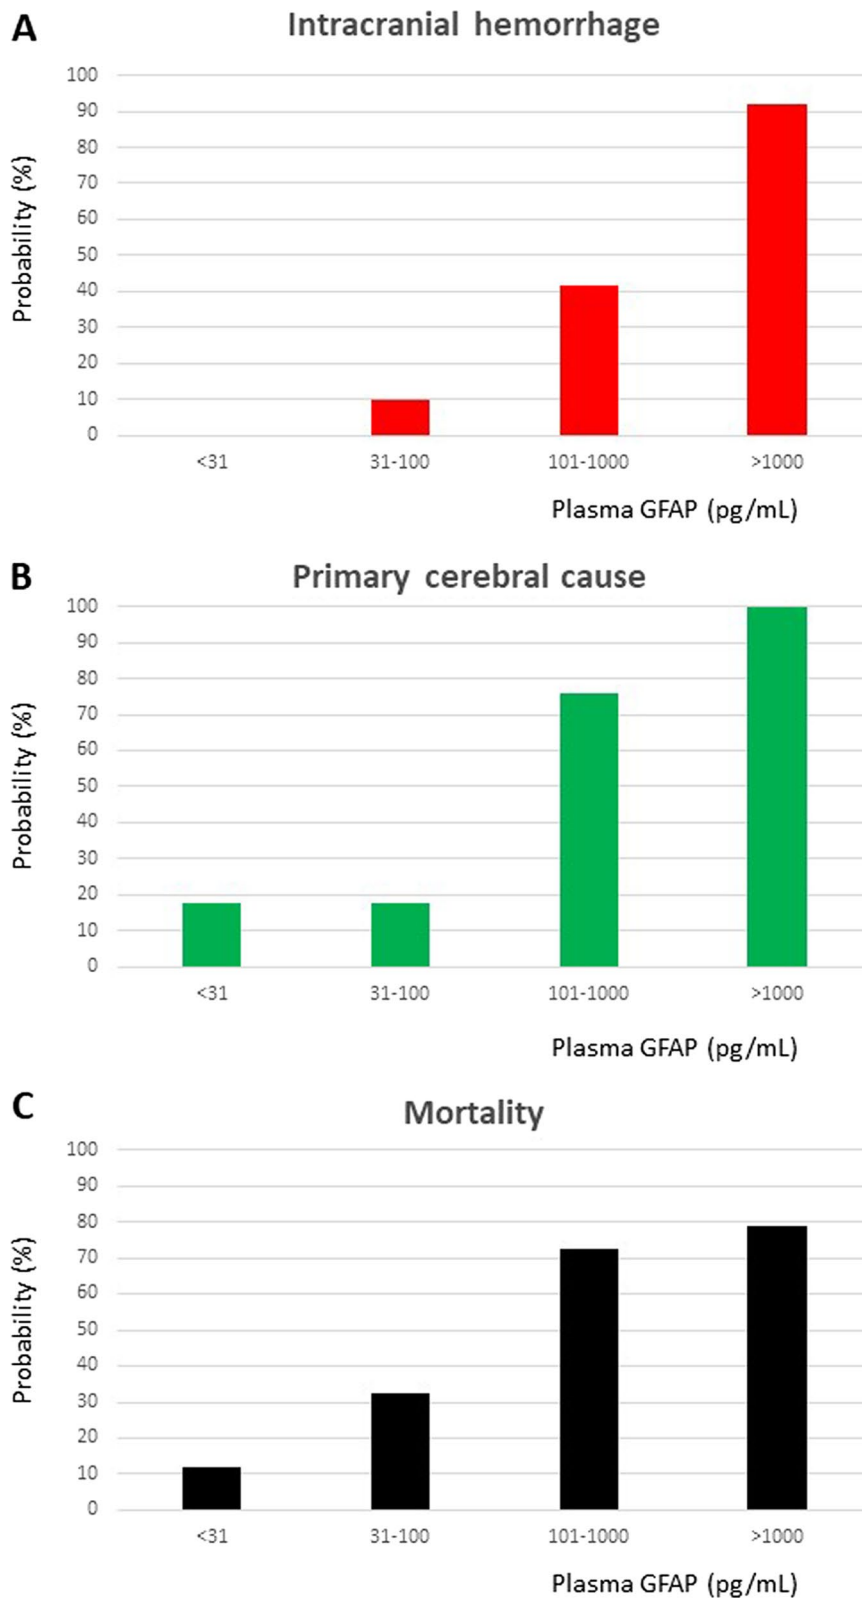 A
Intracranial hemorrhage
Probability (%)
100
90
80
70
60
50
40
30
20
10
0
<31 31-100 101-1000 >1000
Plasma GFAP (pg/mL)
B
Primary cerebral cause
Probability (%)
100
90
80
70
60
50
40
30
20
10
0
<31 31-100 101-1000 >1000
Plasma GFAP (pg/mL)
C
Mortality
Probability (%)
100
90
80
70
60
50
40
30
20
10
0
<31 31-100 101-1000 >1000
Plasma GFAP (pg/mL)